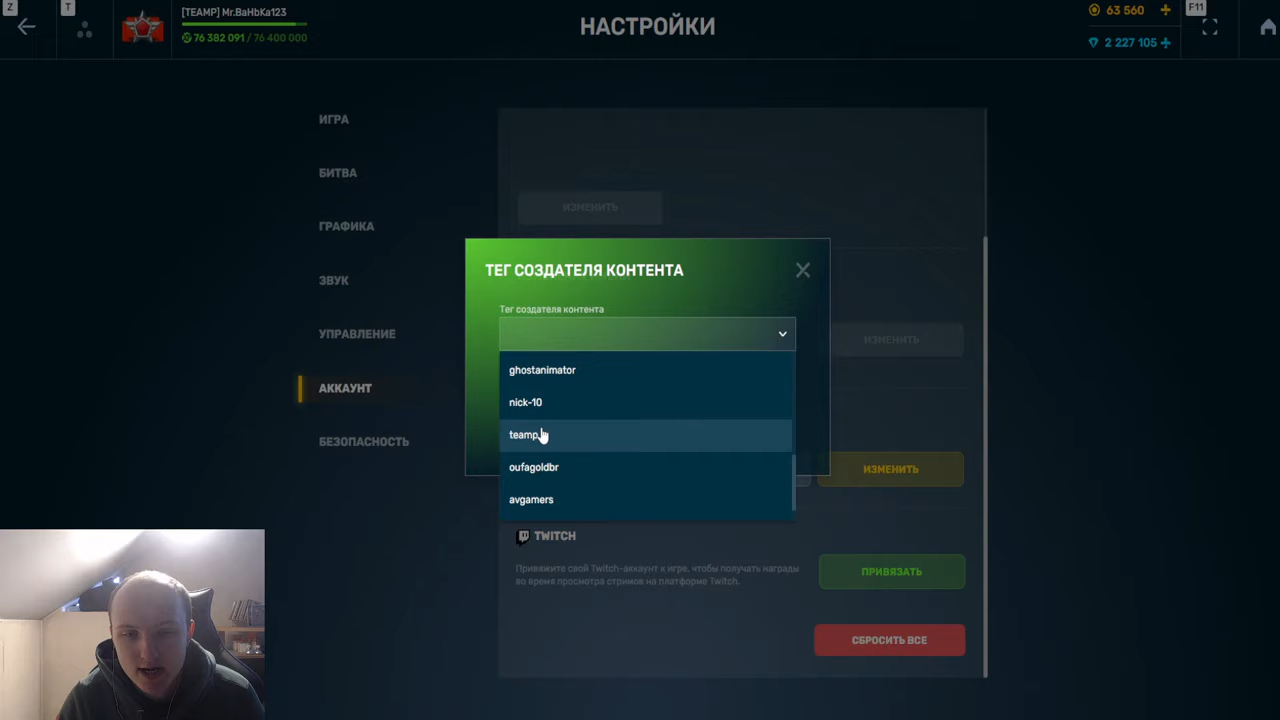 Z
T
[TEAMP] Mr.BaHbKa123
76 382 091 / 76 400 000
НАСТРОЙКИ
63 560
2 227 105
F11
ИГРА
БИТВА
ГРАФИКА
ЗВУК
УПРАВЛЕНИЕ
АККАУНТ
БЕЗОПАСНОСТЬ
ИЗМЕНИТЬ
ТЕГ СОЗДАТЕЛЯ КОНТЕНТА
Тег создателя контента
ИЗМЕНИТЬ
ghostanimator
nick-10
teamp
oufagoldbr
avgamers
ИЗМЕНИТЬ
TWITCH
Привяжите свой Twitch-аккаунт к игре, чтобы получать награды
во время просмотра стримов на платформе Twitch.
ПРИВЯЗАТЬ
СБРОСИТЬ ВСЕ